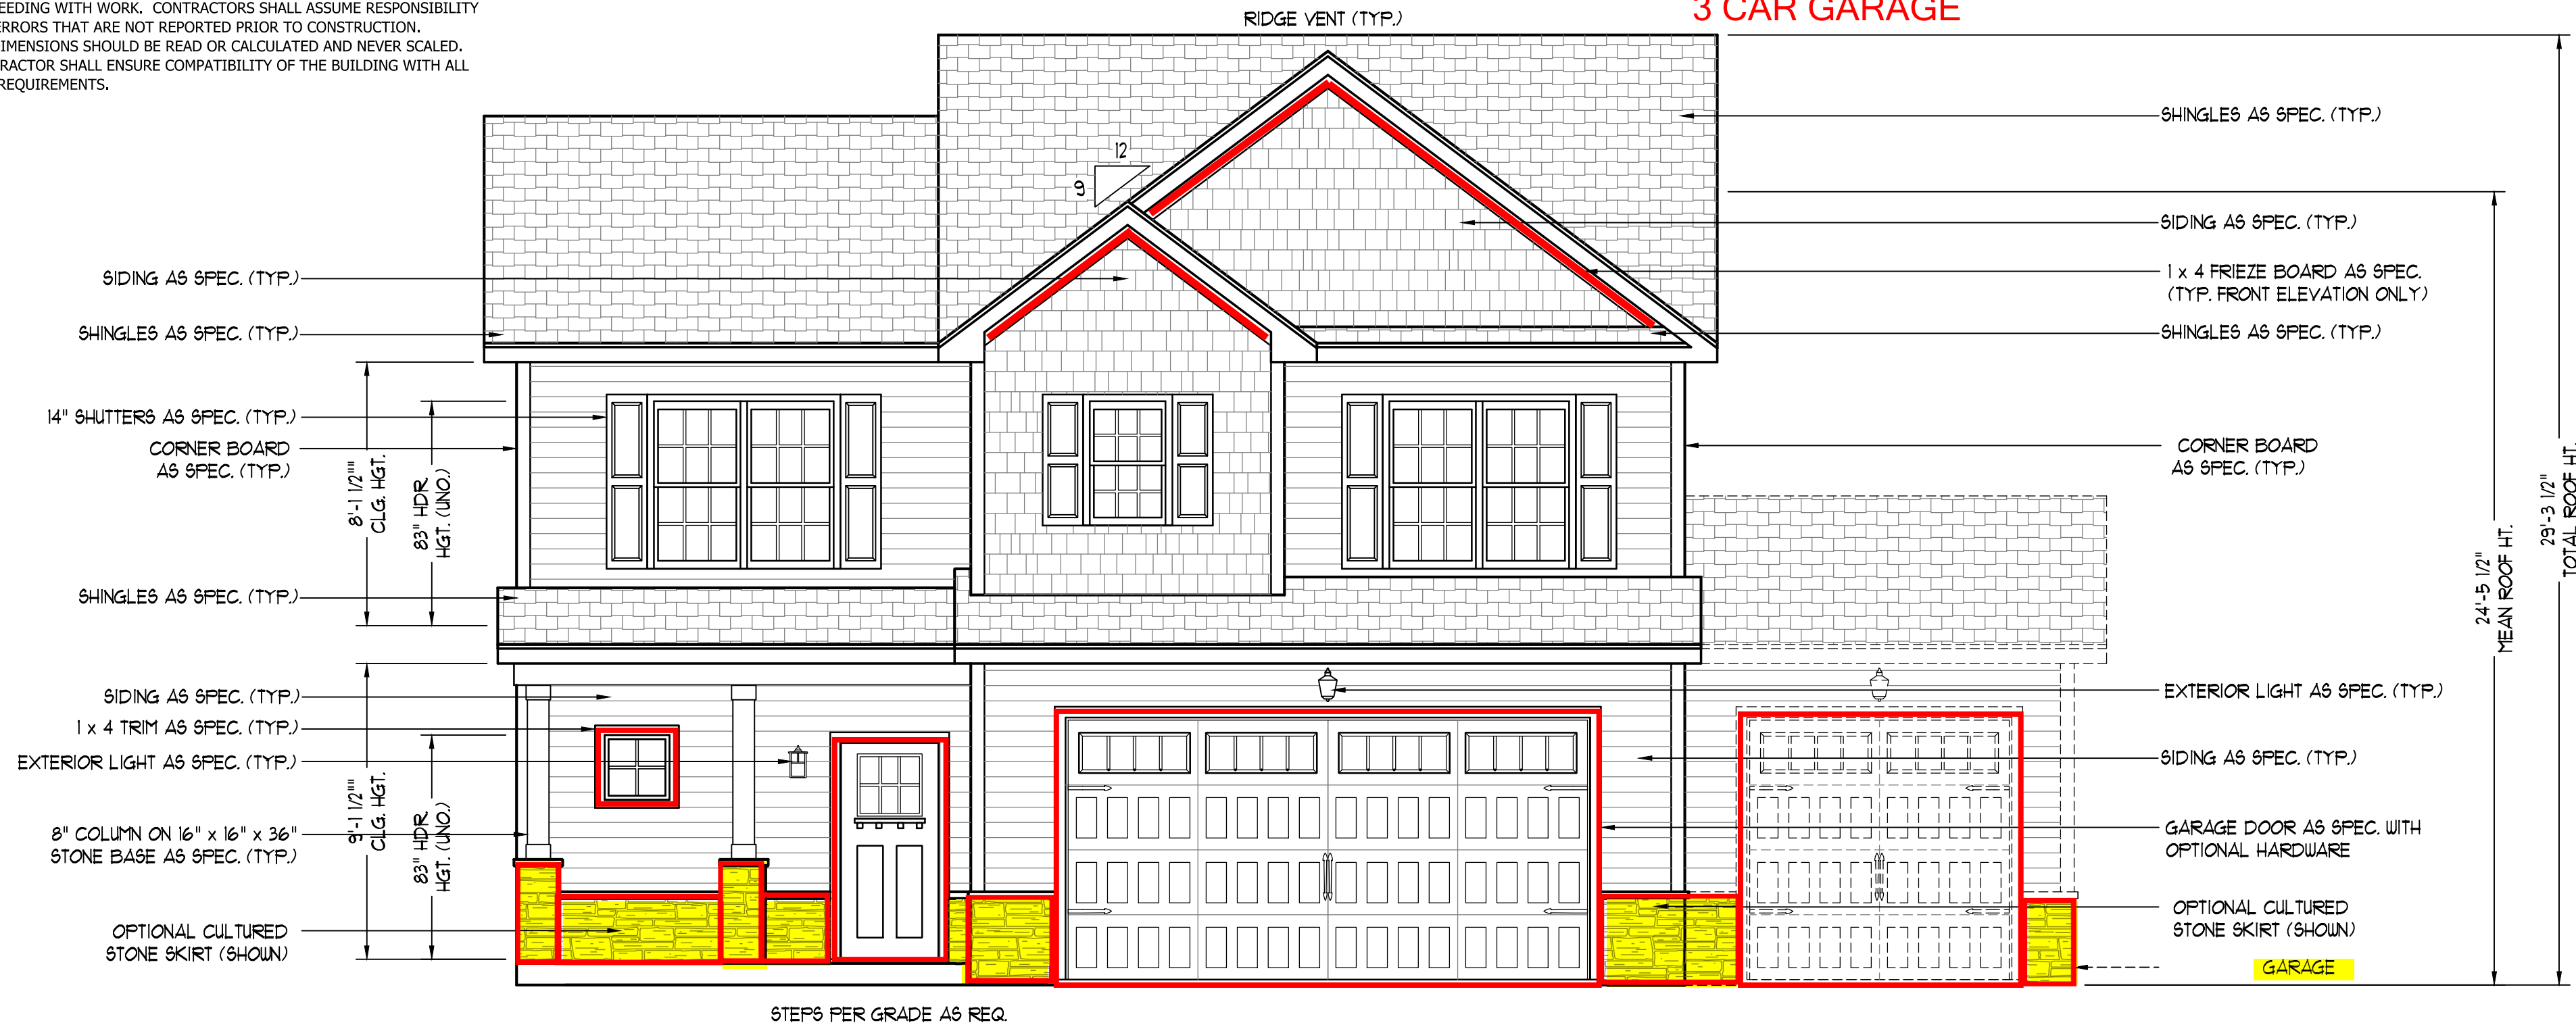 EEDING WITH WORK.  CONTRACTORS SHALL ASSUME RESPONSIBILITY
ERRORS THAT ARE NOT REPORTED PRIOR TO CONSTRUCTION.
IMENSIONS SHOULD BE READ OR CALCULATED AND NEVER SCALED.
RACTOR SHALL ENSURE COMPATIBILITY OF THE BUILDING WITH ALL
REQUIREMENTS.
RIDGE VENT (TYP.)
3 CAR GARAGE
12
9
SIDING AS SPEC. (TYP.)
SHINGLES AS SPEC. (TYP.)
14" SHUTTERS AS SPEC. (TYP.)
CORNER BOARD
AS SPEC. (TYP.)
8'-1 1/2""
CLG. HGT.
83" HDR
HGT. (UNO.)
SHINGLES AS SPEC. (TYP.)
SIDING AS SPEC. (TYP.)
1 x 4 TRIM AS SPEC. (TYP.)
EXTERIOR LIGHT AS SPEC. (TYP.)
9'-1 1/2""
CLG. HGT.
83" HDR
HGT. (UNO.)
8" COLUMN ON 16" x 16" x 36"
STONE BASE AS SPEC. (TYP.)
OPTIONAL CULTURED
STONE SKIRT (SHOWN)
STEPS PER GRADE AS REQ.
SHINGLES AS SPEC. (TYP.)
SIDING AS SPEC. (TYP.)
1 x 4 FRIEZE BOARD AS SPEC.
(TYP. FRONT ELEVATION ONLY)
SHINGLES AS SPEC. (TYP.)
CORNER BOARD
AS SPEC. (TYP.)
24'-5 1/2"
MEAN ROOF HT.
29'-3 1/2"
TOTAL ROOF HT.
EXTERIOR LIGHT AS SPEC. (TYP.)
SIDING AS SPEC. (TYP.)
GARAGE DOOR AS SPEC. WITH
OPTIONAL HARDWARE
OPTIONAL CULTURED
STONE SKIRT (SHOWN)
GARAGE